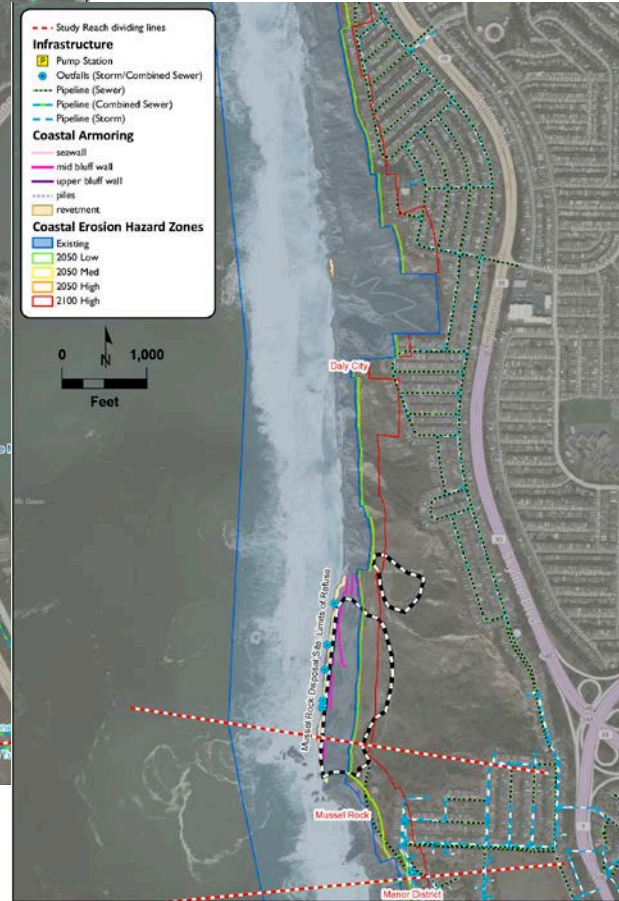 Study Reach dividing lines
Infrastructure
P Pump Station
Outfalls (Storm/Combined Sewer)
Pipeline (Sewer)
Pipeline (Combined Sewer)
Pipeline (Storm)
Coastal Armoring
seawall
mid bluff wall
upper bluff wall
piles
revetment
Coastal Erosion Hazard Zones
Existing
2050 Low
2050 Med
2050 High
2100 High
N
0 1,000
Feet
Daly City
Mussel Rock Disposal Site Limits of Refuse
Mussel Rock
Manor District